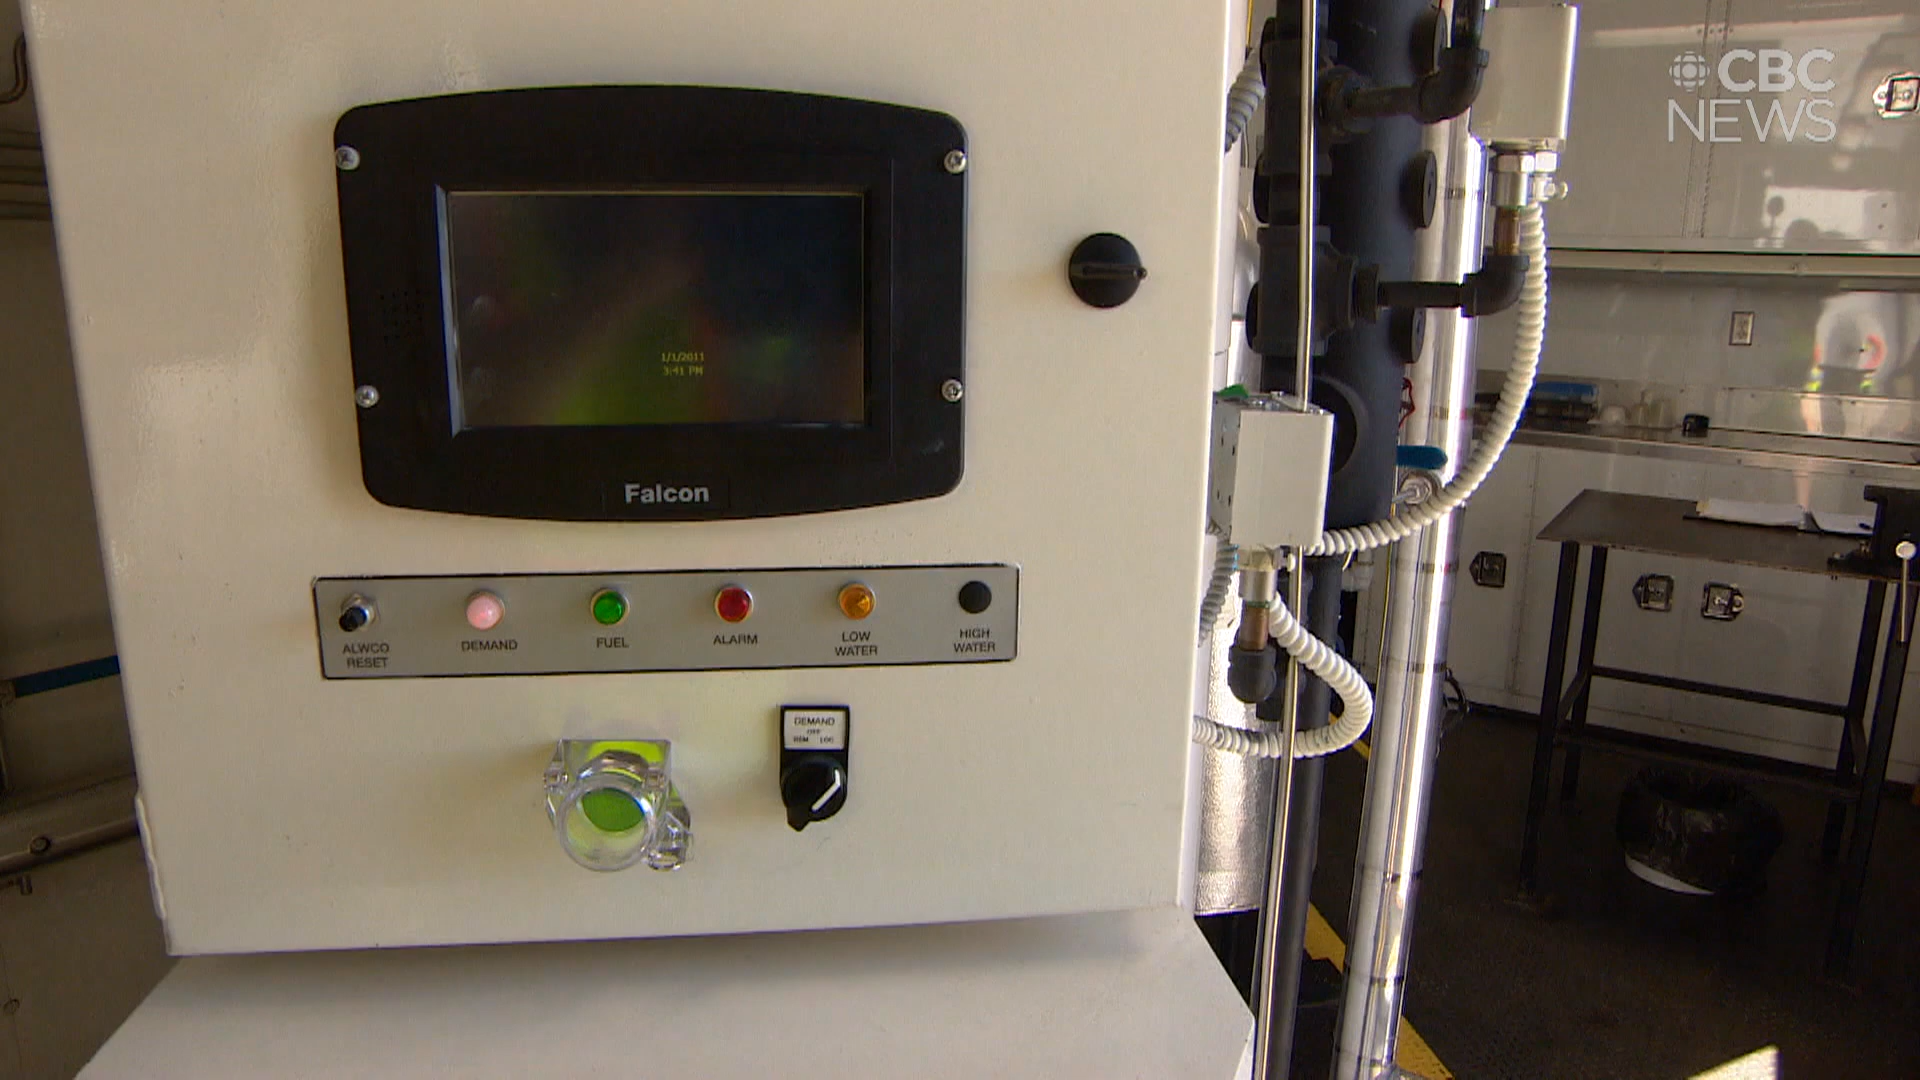 CBC
NEWS
1/1/2011
3:41 PM
Falcon
ALWCO
RESET
DEMAND
FUEL
ALARM
LOW
WATER
HIGH
WATER
DEMAND
OFF
REM LOC